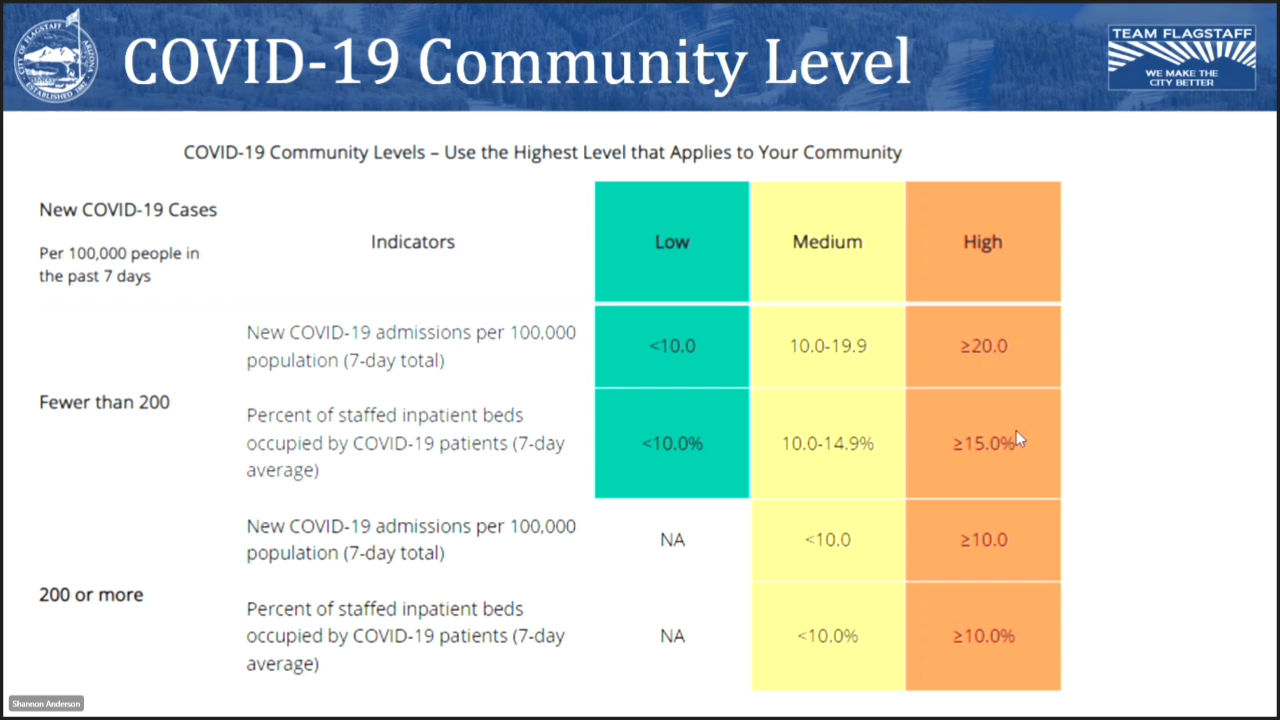 CITY OF FLAGSTAFF ARIZONA
ESTABLISHED 1882
COVID-19 Community Level
TEAM FLAGSTAFF
WE MAKE THE
CITY BETTER
COVID-19 Community Levels – Use the Highest Level that Applies to Your Community
New COVID-19 Cases
Per 100,000 people in
the past 7 days
Indicators
Low
Medium
High
Fewer than 200
New COVID-19 admissions per 100,000
population (7-day total)
<10.0
10.0-19.9
≥20.0
Percent of staffed inpatient beds
occupied by COVID-19 patients (7-day
average)
<10.0%
10.0-14.9%
≥15.0%
200 or more
New COVID-19 admissions per 100,000
population (7-day total)
NA
<10.0
≥10.0
Percent of staffed inpatient beds
occupied by COVID-19 patients (7-day
average)
NA
<10.0%
≥10.0%
Shannon Anderson